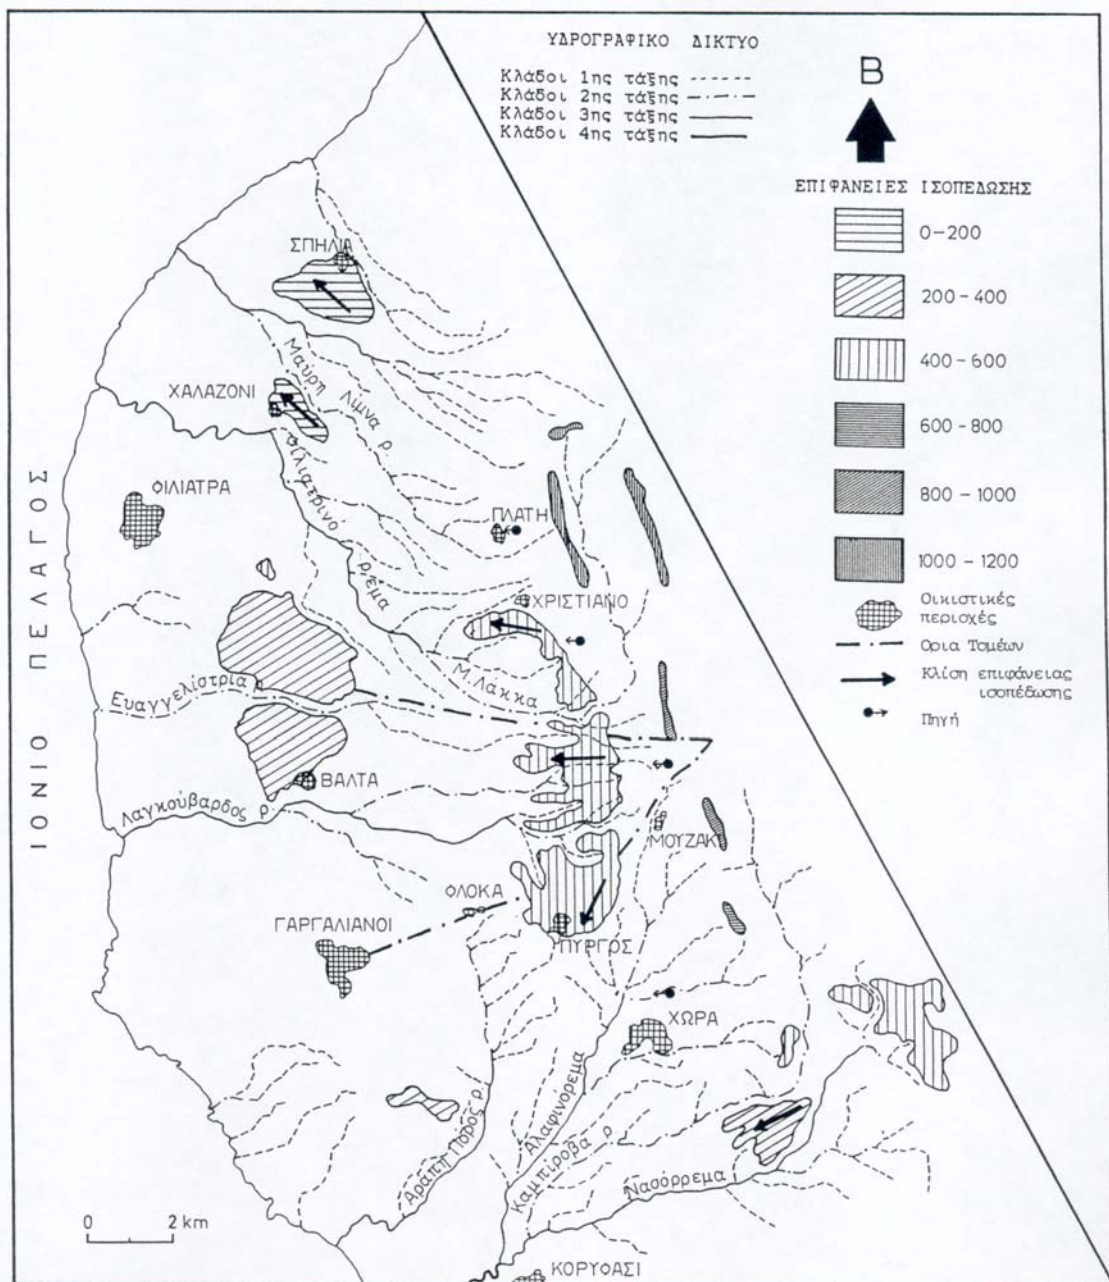 ΥΔΡΟΓΡΑΦΙΚΟ ΔΙΚΤΥΟ
Κλάδοι 1ης τάξης
Κλάδοι 2ης τάξης
Κλάδοι 3ης τάξης
Κλάδοι 4ης τάξης
Β
ΕΠΙΦΑΝΕΙΕΣ ΙΣΟΠΕΔΩΣΗΣ
0-200
200-400
400-600
600-800
800-1000
1000-1200
Οικιστικές
περιοχές
Ορια Τομέων
Κλίση επιφάνειας
ισοπέδωσης
Πηγή
ΙΟΝΙΟ ΠΕΛΑΓΟΣ
ΣΠΗΛΙΑ
Μαύρη Λίμνα ρ.
ΧΑΛΑΖΟΝΙ
Φιλιατρινό ρεμα
ΦΙΛΙΑΤΡΑ
ΠΛΑΤΗ
ΧΡΙΣΤΙΑΝΟ
Μ. Λάκκα
Ευαγγελίστρια
ΒΑΛΤΑ
Λαγκούβαρδος ρ.
ΜΟΥΖΑΚΙ
ΦΛΟΚΑ
ΓΑΡΓΑΛΙΑΝΟΙ
ΠΥΡΓΟΣ
ΧΩΡΑ
Αράπη Πόρος ρ.
Αλαφινόρεμα
Καμπίροβα ρ.
Νασόρρεμα
0 2 km
ΚΟΡΥΦΑΣΙ